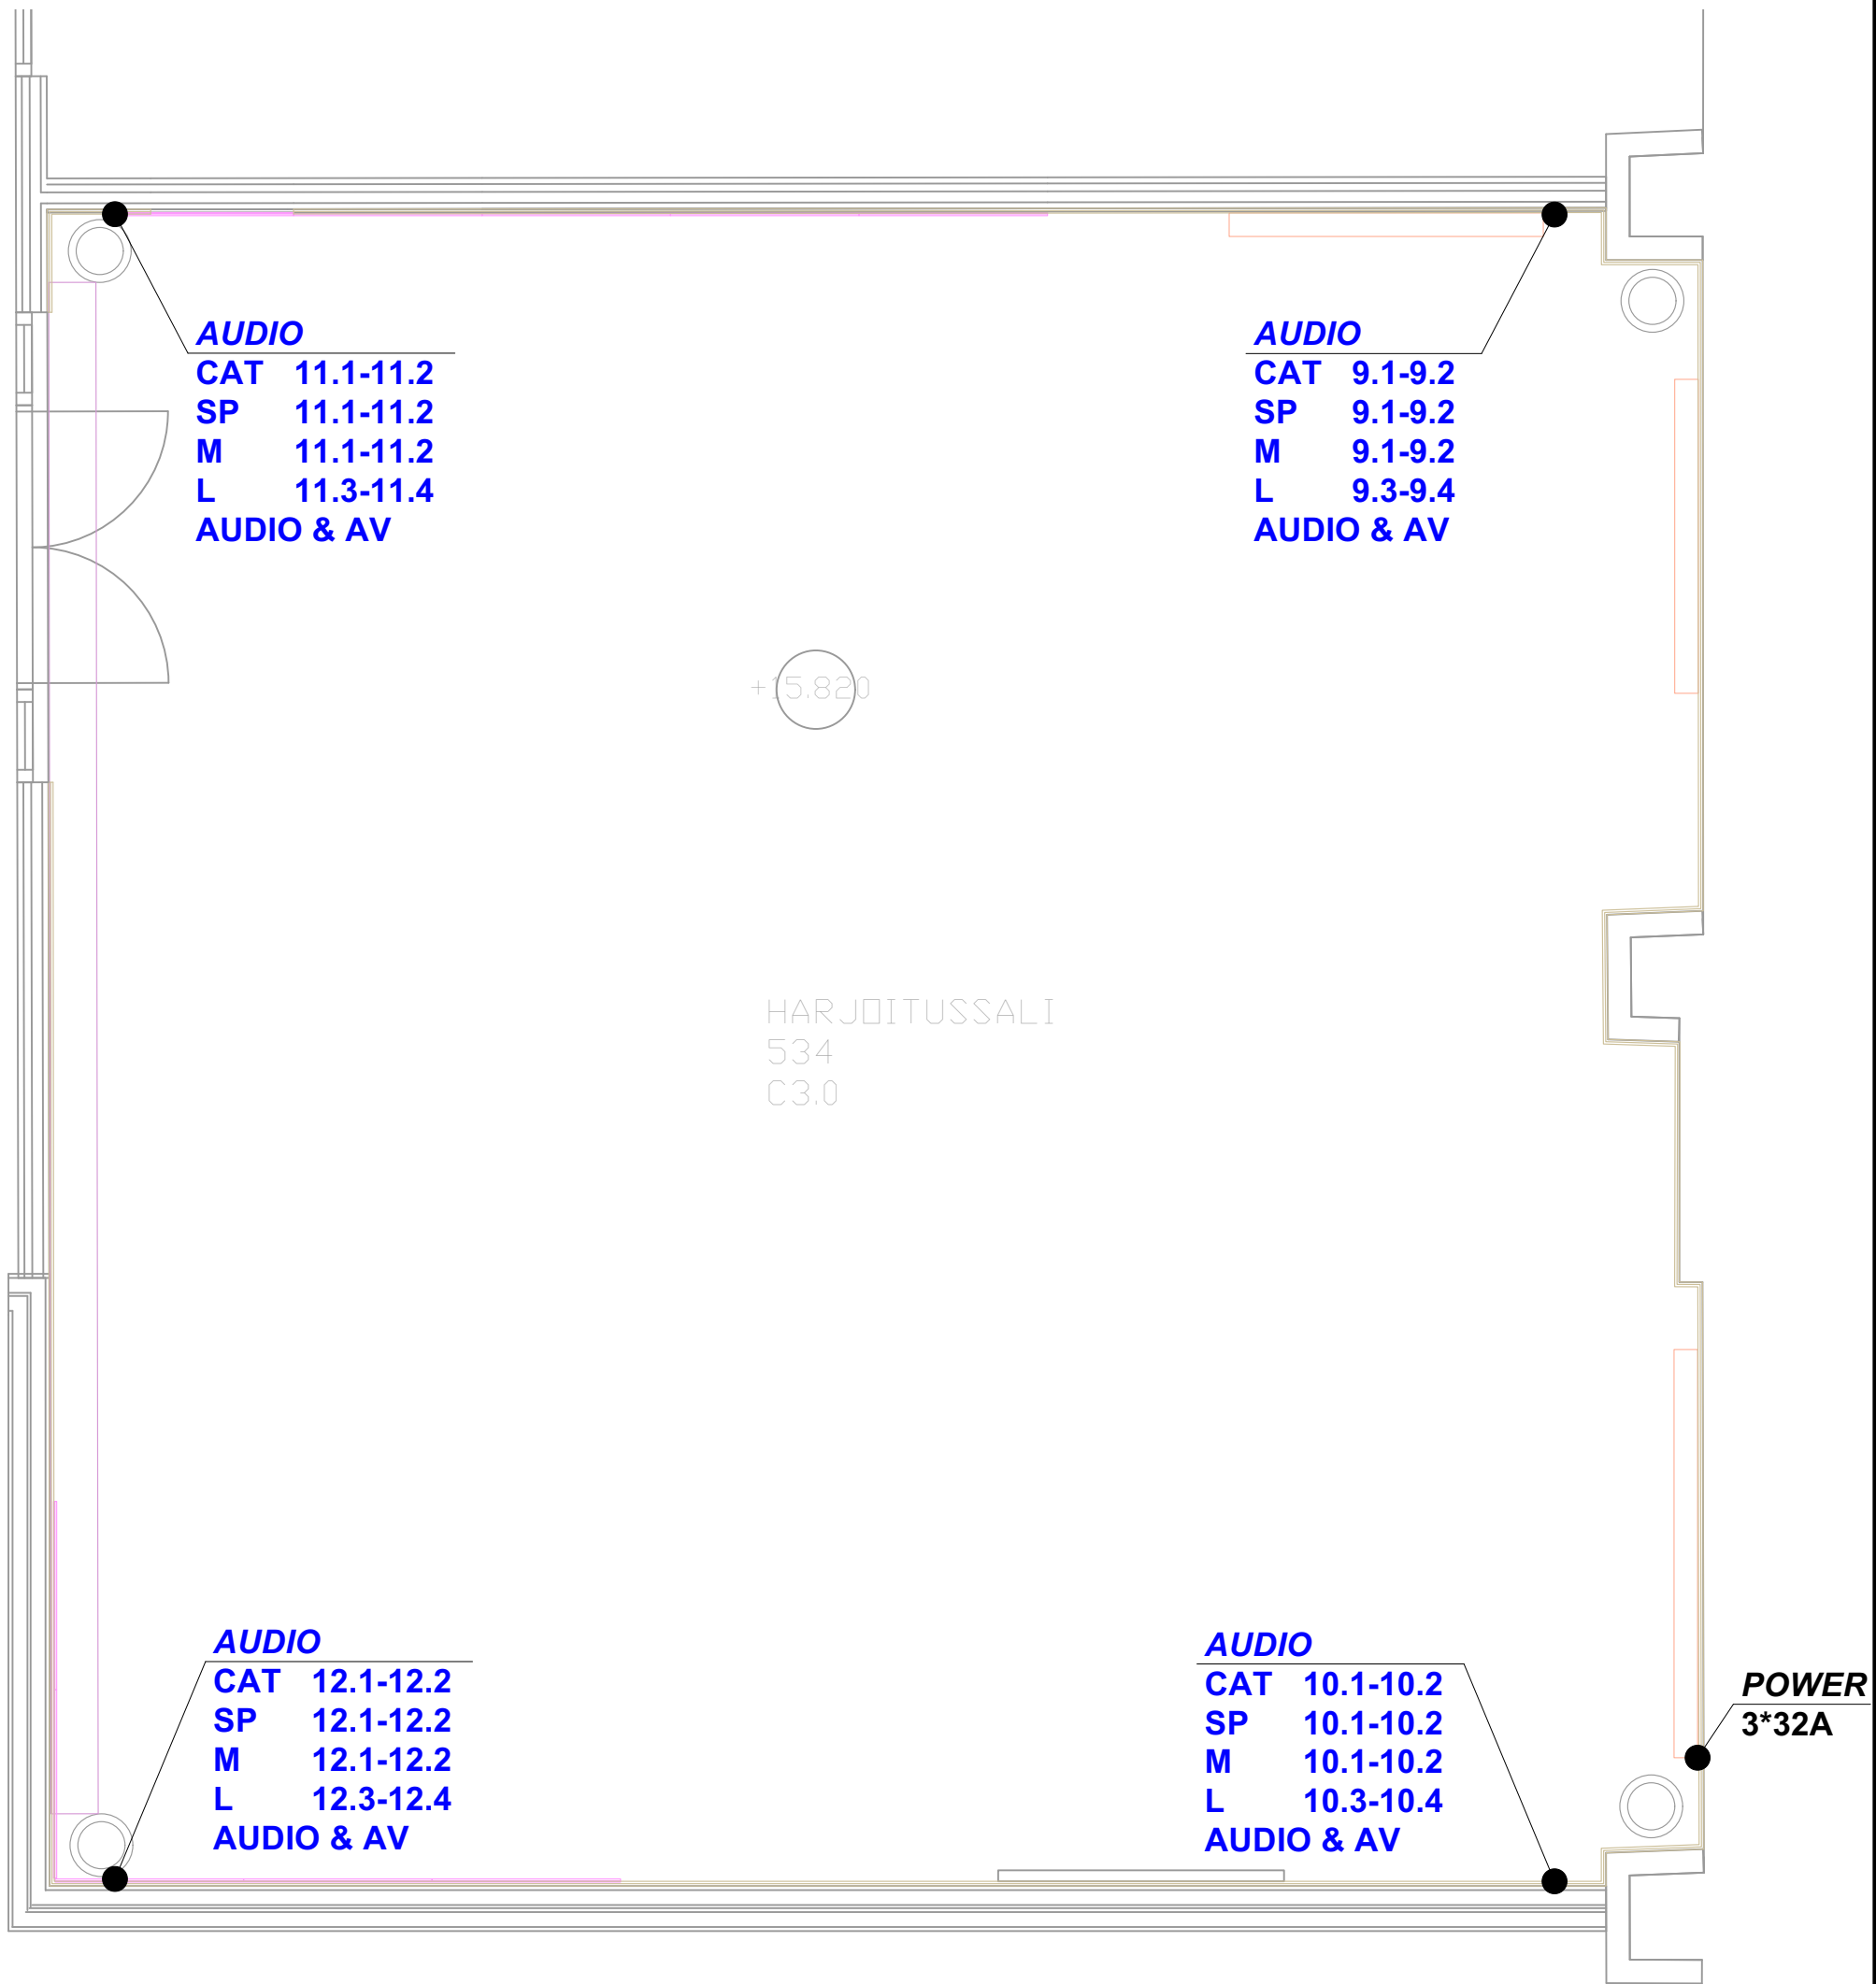 AUDIO
CAT 11.1-11.2
SP 11.1-11.2
M 11.1-11.2
L 11.3-11.4
AUDIO & AV
AUDIO
CAT 9.1-9.2
SP 9.1-9.2
M 9.1-9.2
L 9.3-9.4
AUDIO & AV
+15.820
HARJOITUSSALI
534
C3.0
AUDIO
CAT 12.1-12.2
SP 12.1-12.2
M 12.1-12.2
L 12.3-12.4
AUDIO & AV
AUDIO
CAT 10.1-10.2
SP 10.1-10.2
M 10.1-10.2
L 10.3-10.4
AUDIO & AV
POWER
3*32A